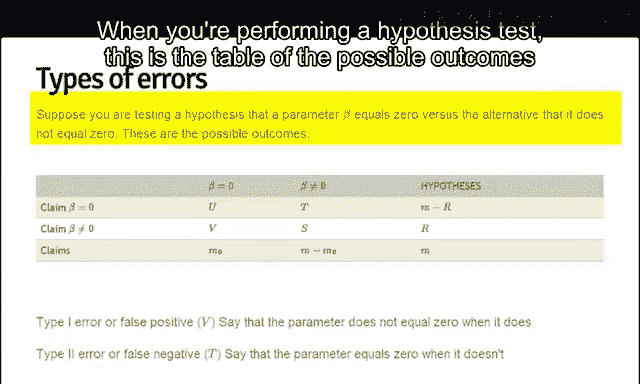 When you're performing a hypothesis test,
this is the table of the possible outcomes
Types of errors
Suppose you are testing a hypothesis that a parameter β equals zero versus the alternative that it does
not equal zero. These are the possible outcomes.
β = 0 β ≠ 0 HYPOTHESES
Claim β = 0 U T m − R
Claim β ≠ 0 V S R
Claims m₀ m − m₀ m
Type I error or false positive (V) Say that the parameter does not equal zero when it does
Type II error or false negative (T) Say that the parameter equals zero when it doesn't